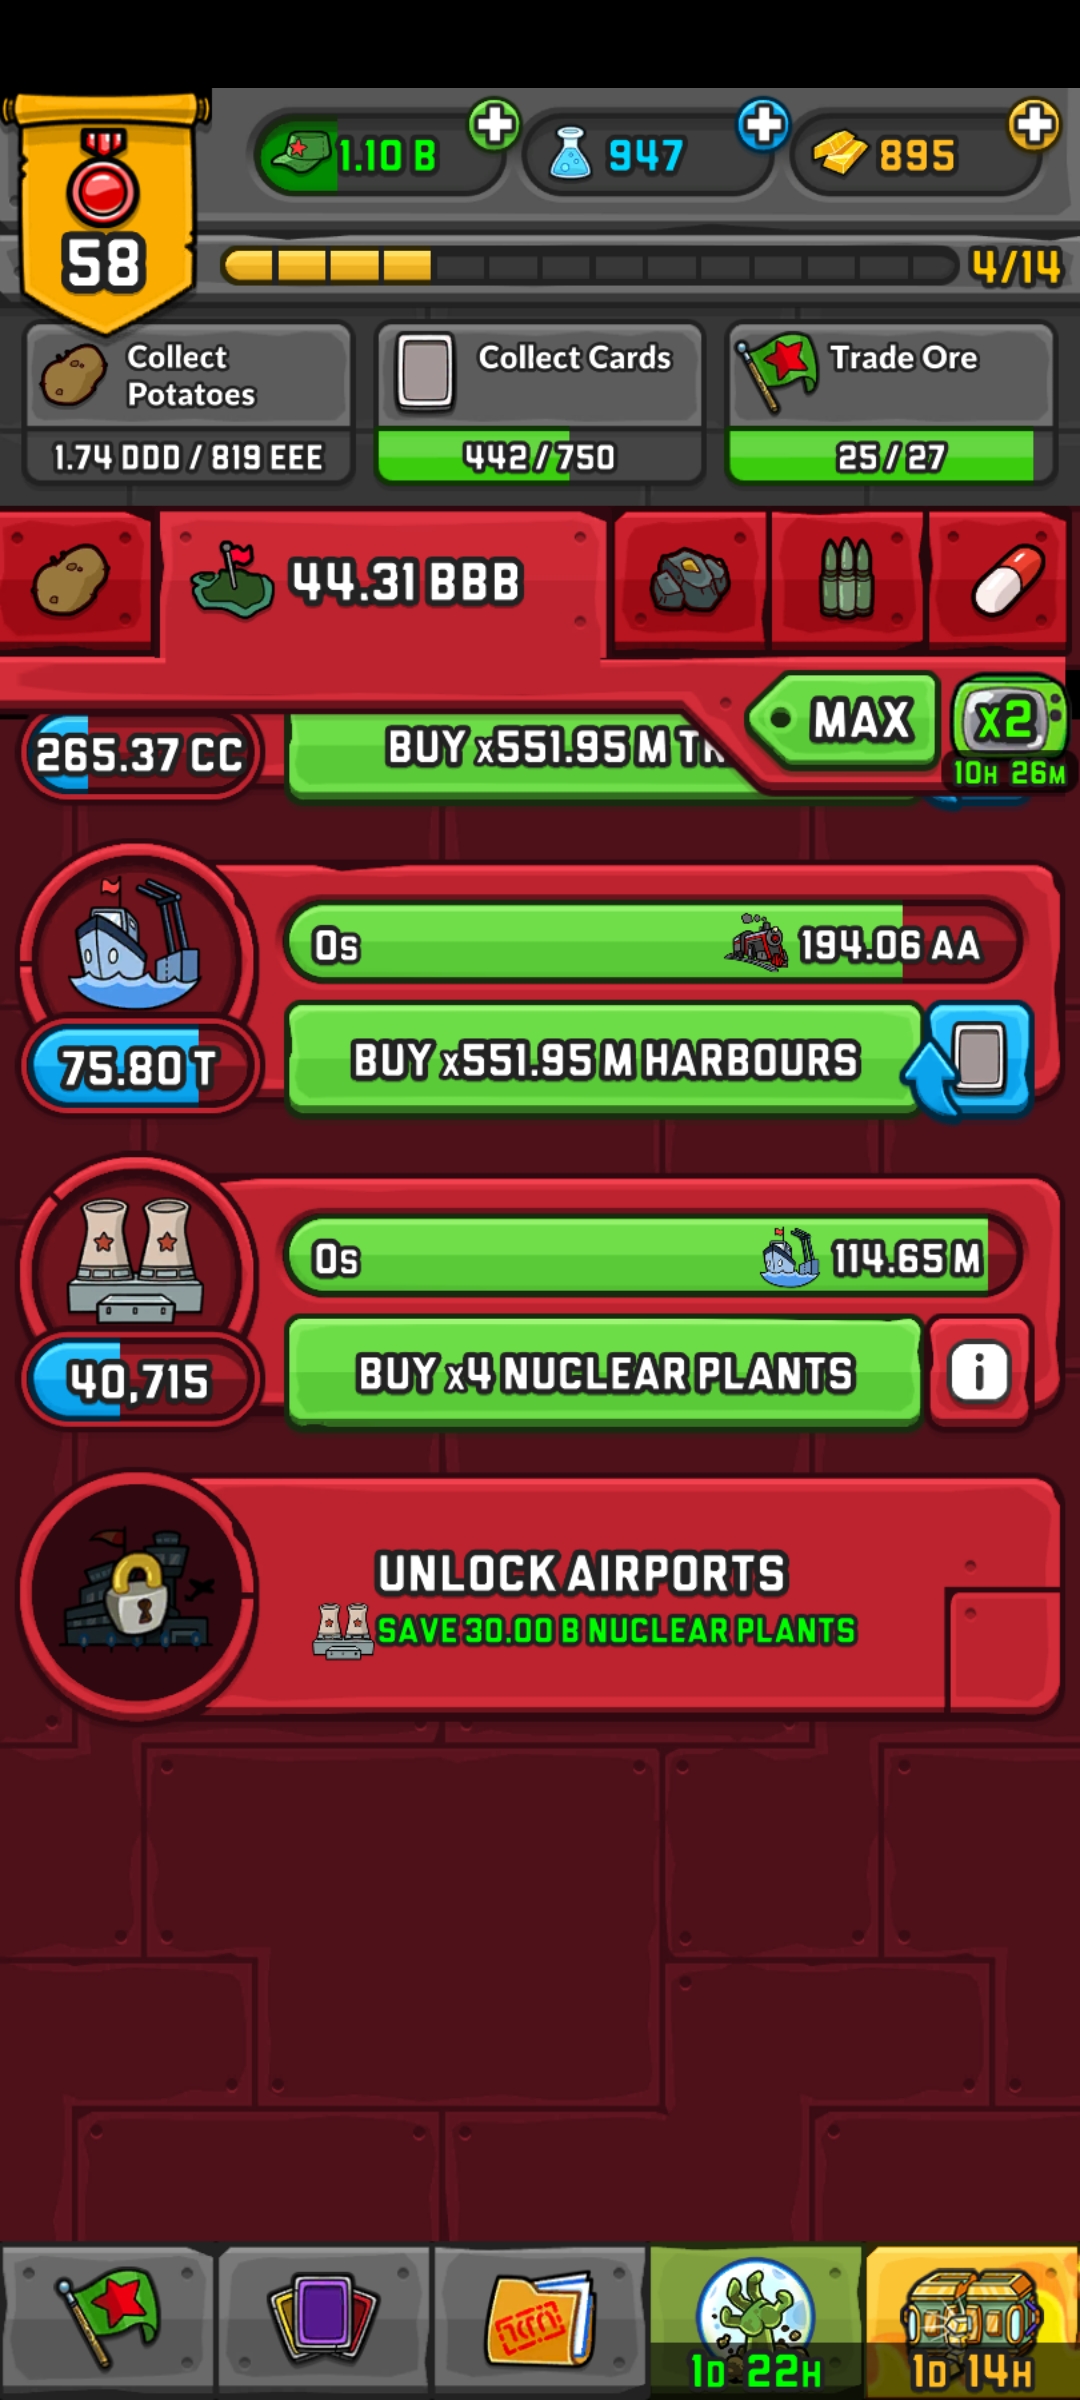 58
1.10 B
947
895
4/14
Collect
Potatoes
1.74 DDD / 819 EEE
Collect Cards
442/750
Trade Ore
25/27
44.31 BBB
MAX
x2
10H 26M
265.37 CC
BUY x551.95 M
0s
194.06 AA
75.80 T
BUY x551.95 M HARBOURS
0s
114.65 M
40,715
BUY x4 NUCLEAR PLANTS
i
UNLOCK AIRPORTS
SAVE 30.00 B NUCLEAR PLANTS
1D 22H
1D 14H